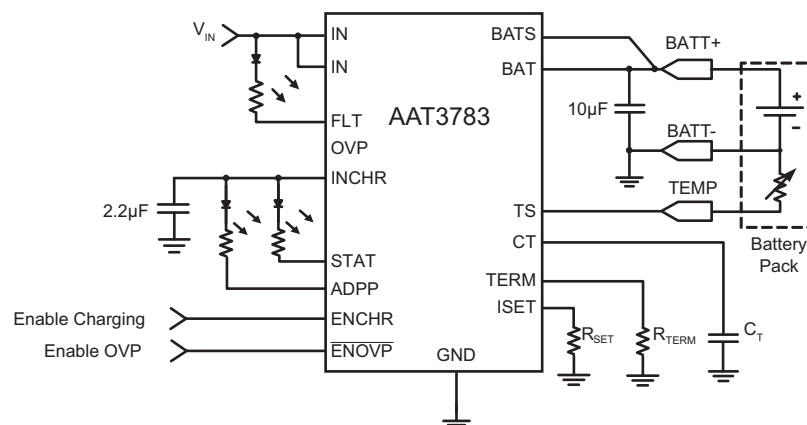 V_IN
IN
BATS
BATT+
IN
BAT
AAT3783
10µF
+
-
FLT
OVP
BATT-
INCHR
TEMP
2.2µF
TS
CT
Battery
Pack
STAT
TERM
ADPP
ISET
Enable Charging
ENCHR
R_SET
R_TERM
C_T
Enable OVP
ENOVP
GND